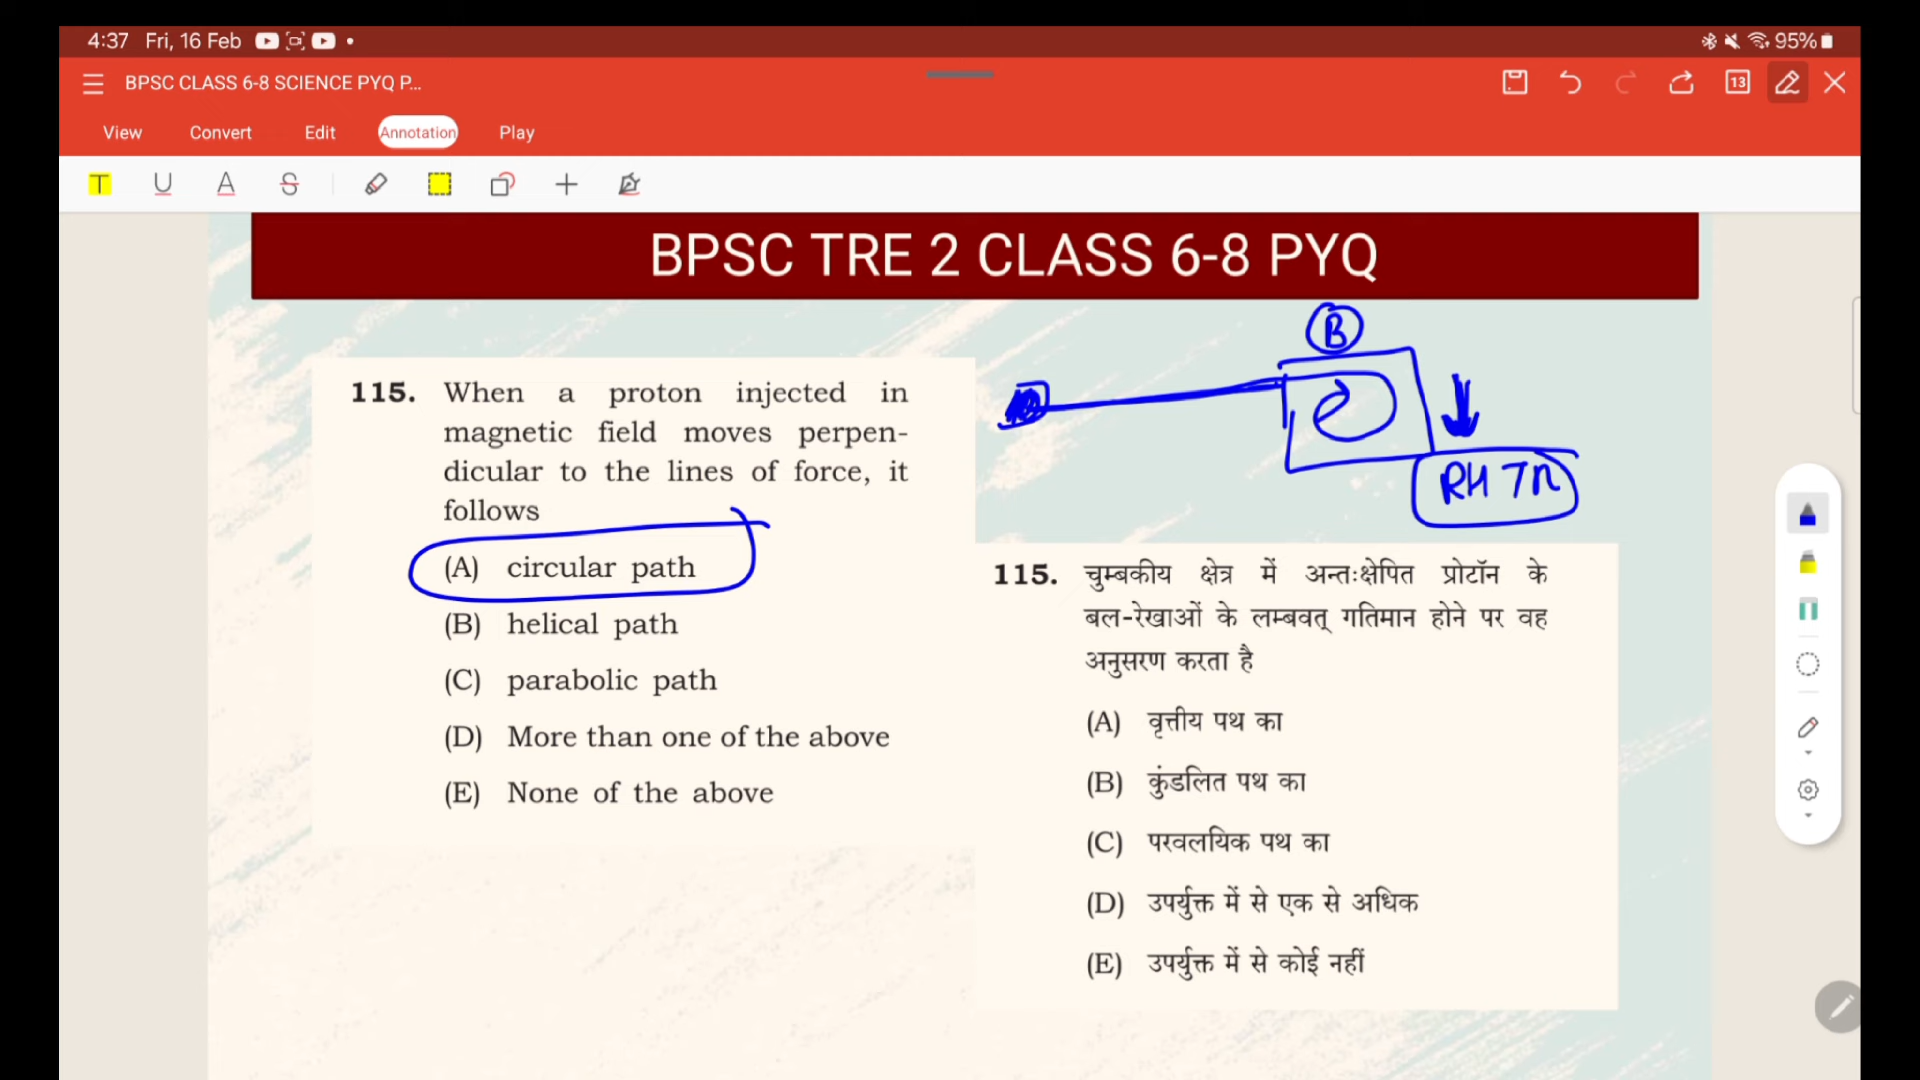 4:37 Fri, 16 Feb
95%
BPSC CLASS 6-8 SCIENCE PYQ P...
13
View Convert Edit Annotation Play
T U A S
BPSC TRE 2 CLASS 6-8 PYQ
B
RH
115. When a proton injected in
magnetic field moves perpen-
dicular to the lines of force, it
follows
(A) circular path
(B) helical path
(C) parabolic path
(D) More than one of the above
(E) None of the above
115. चुम्बकीय क्षेत्र में अन्तःक्षेपित प्रोटॉन के
बल-रेखाओं के लम्बवत् गतिमान होने पर वह
अनुसरण करता है
(A) वृत्तीय पथ का
(B) कुंडलित पथ का
(C) परवलयिक पथ का
(D) उपर्युक्त में से एक से अधिक
(E) उपर्युक्त में से कोई नहीं